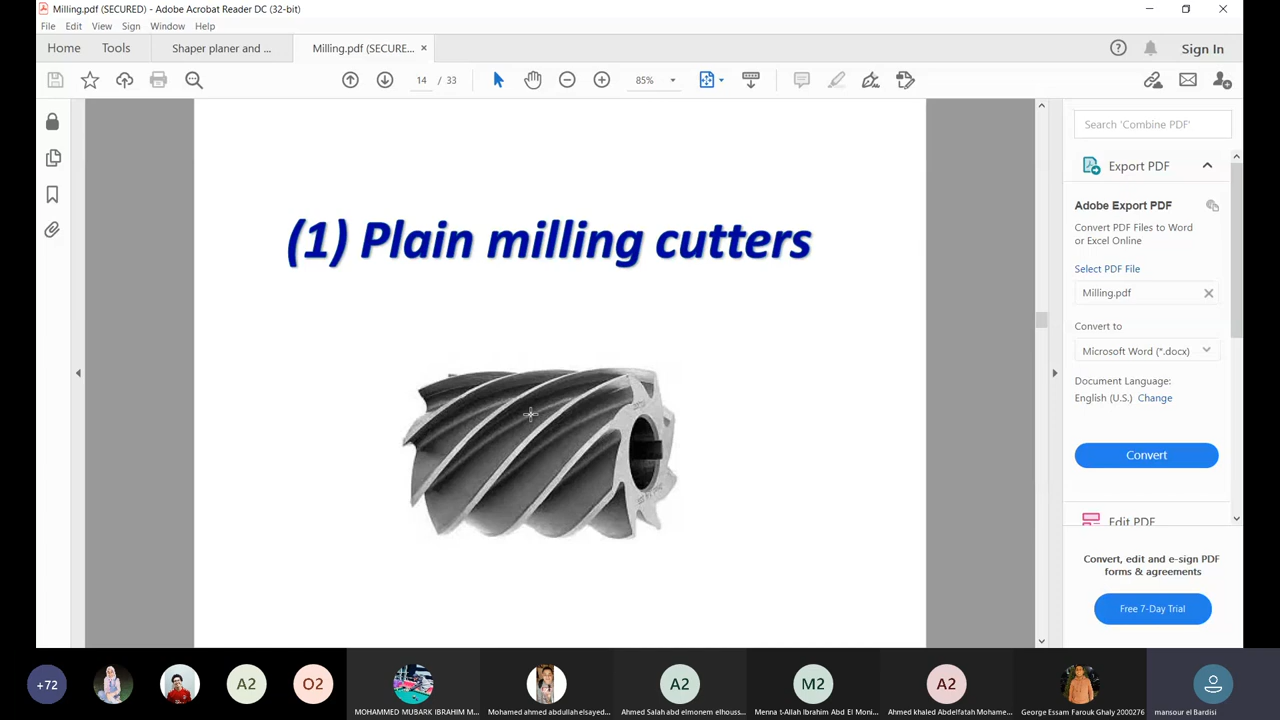 Milling.pdf (SECURED) - Adobe Acrobat Reader DC (32-bit)
File Edit View Sign Window Help
Home Tools Shaper planer and ... Milling.pdf (SECURE... × Sign In
14 / 33 85%
Search 'Combine PDF'
Export PDF
Adobe Export PDF
Convert PDF Files to Word
or Excel Online
Select PDF File
Milling.pdf
Convert to
Microsoft Word (*.docx)
Document Language:
English (U.S.) Change
Convert
Edit PDF
Convert, edit and e-sign PDF
forms & agreements
Free 7-Day Trial
(1) Plain milling cutters
+72 A2 O2 A2 M2 A2
MOHAMMED MUBARK IBRAHIM M...
Mohamed ahmed abdullah elsayed...
Ahmed Salah abd elmonem elhouss...
Menna t-Allah Ibrahim Abd El Moni...
Ahmed khaled Abdelfatah Mohame...
George Essam Farouk Ghaly 2000276
mansour el Bardisi